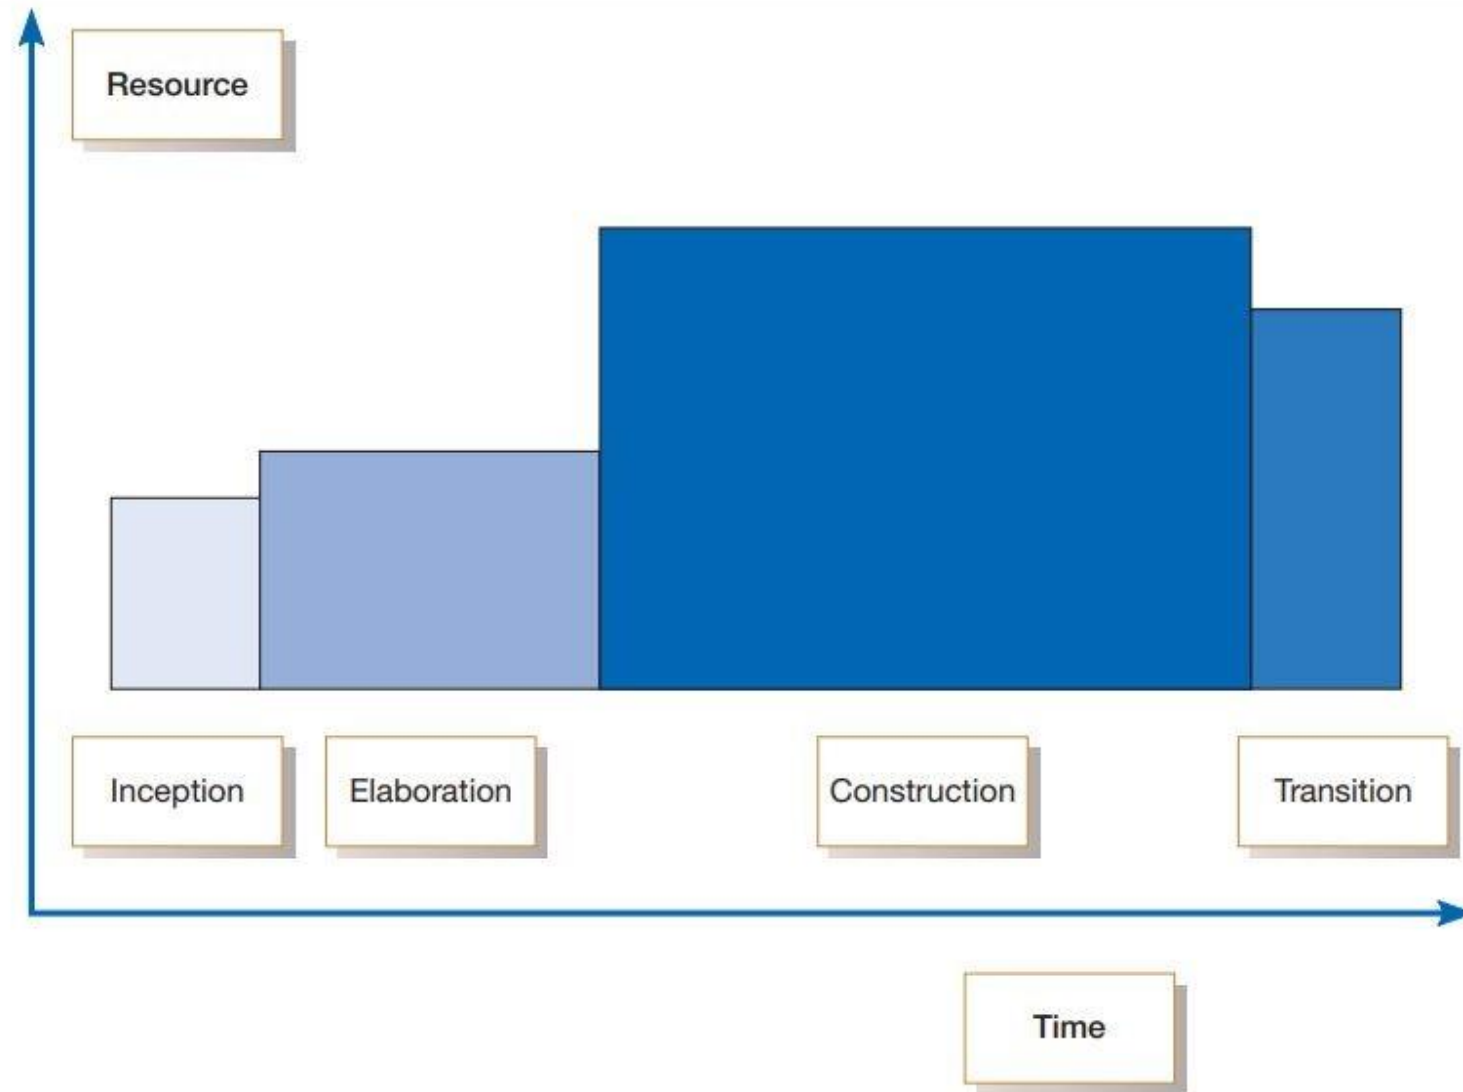 Resource
Inception
Elaboration
Construction
Transition
Time